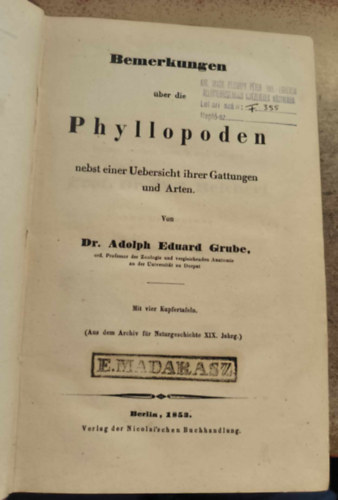 Bemerkungen
über die
Phyllopoden
nebst einer Uebersicht ihrer Gattungen
und Arten.
Von
Dr. Adolph Eduard Grube,
ord. Professor der Zoologie und vergleichenden Anatomie
an der Universität zu Dorpat
Mit vier Kupfertafeln.
(Aus dem Archiv für Naturgeschichte XIX. Jahrg.)
E. MADARASZ
Berlin, 1853.
Verlag der Nicolai'schen Buchhandlung.